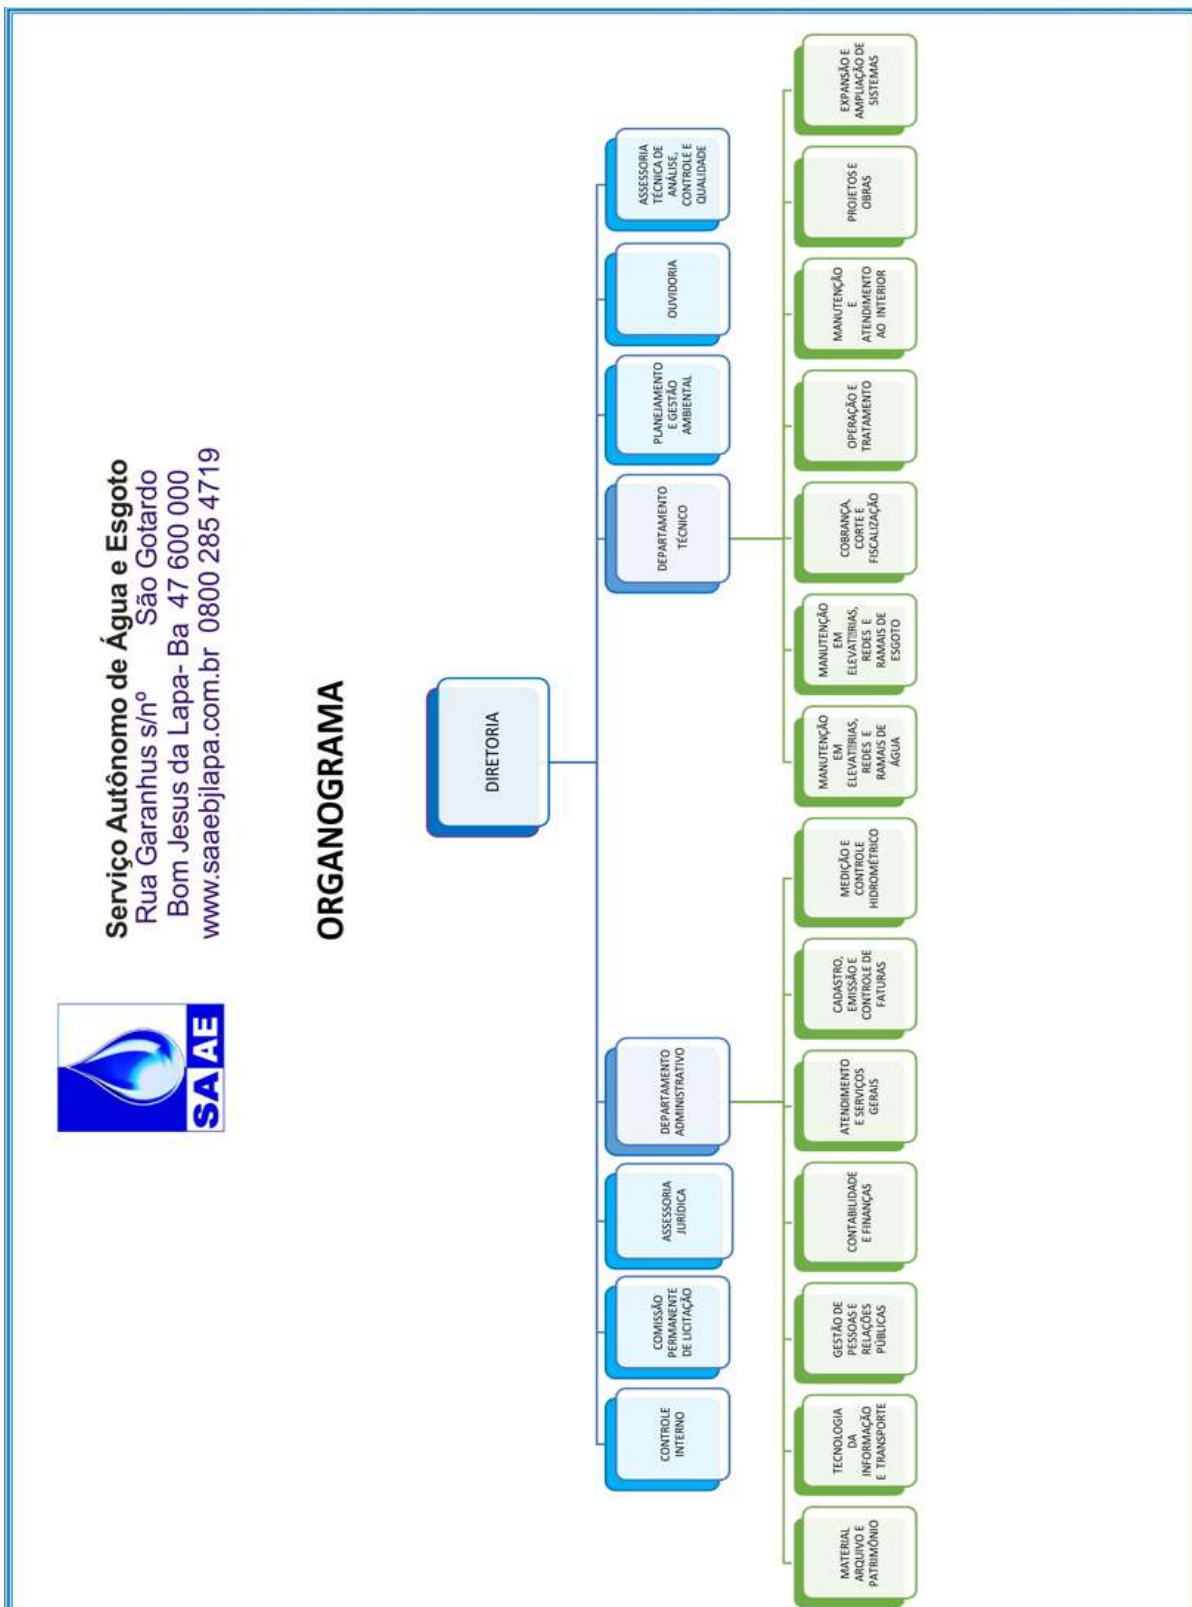 SAAE
Serviço Autônomo de Água e Esgoto
Rua Garanhus s/nº São Gotardo
Bom Jesus da Lapa- Ba 47 600 000
www.saaebjlapa.com.br 0800 285 4719
ORGANOGRAMA
DIRETORIA
CONTROLE
INTERNO
COMISSÃO
PERMANENTE
DE LICITAÇÃO
ASSESSORIA
JURÍDICA
DEPARTAMENTO
ADMINISTRATIVO
DEPARTAMENTO
TÉCNICO
PLANEJAMENTO
E GESTÃO
AMBIENTAL
OUVIDORIA
ASSESSORIA
TÉCNICA DE
ANÁLISE,
CONTROLE E
QUALIDADE
MATERIAL
ARQUIVO E
PATRIMÔNIO
TECNOLOGIA
DA
INFORMAÇÃO
E TRANSPORTE
GESTÃO DE
PESSOAS E
RELAÇÕES
PÚBLICAS
CONTABILIDADE
E FINANÇAS
ATENDIMENTO
E SERVIÇOS
GERAIS
CADASTRO,
EMISSÃO E
CONTROLE DE
FATURAS
MEDIÇÃO E
CONTROLE
HIDROMÉTRICO
MANUTENÇÃO
EM
ELEVAT▯RIAS,
REDES E
RAMAIS DE
ÁGUA
MANUTENÇÃO
EM
ELEVAT▯RIAS,
REDES E
RAMAIS DE
ESGOTO
COBRANÇA,
CORTE E
FISCALIZAÇÃO
OPERAÇÃO E
TRATAMENTO
MANUTENÇÃO
E
ATENDIMENTO
AO INTERIOR
PROJETOS E
OBRAS
EXPANSÃO E
AMPLIAÇÃO DE
SISTEMAS